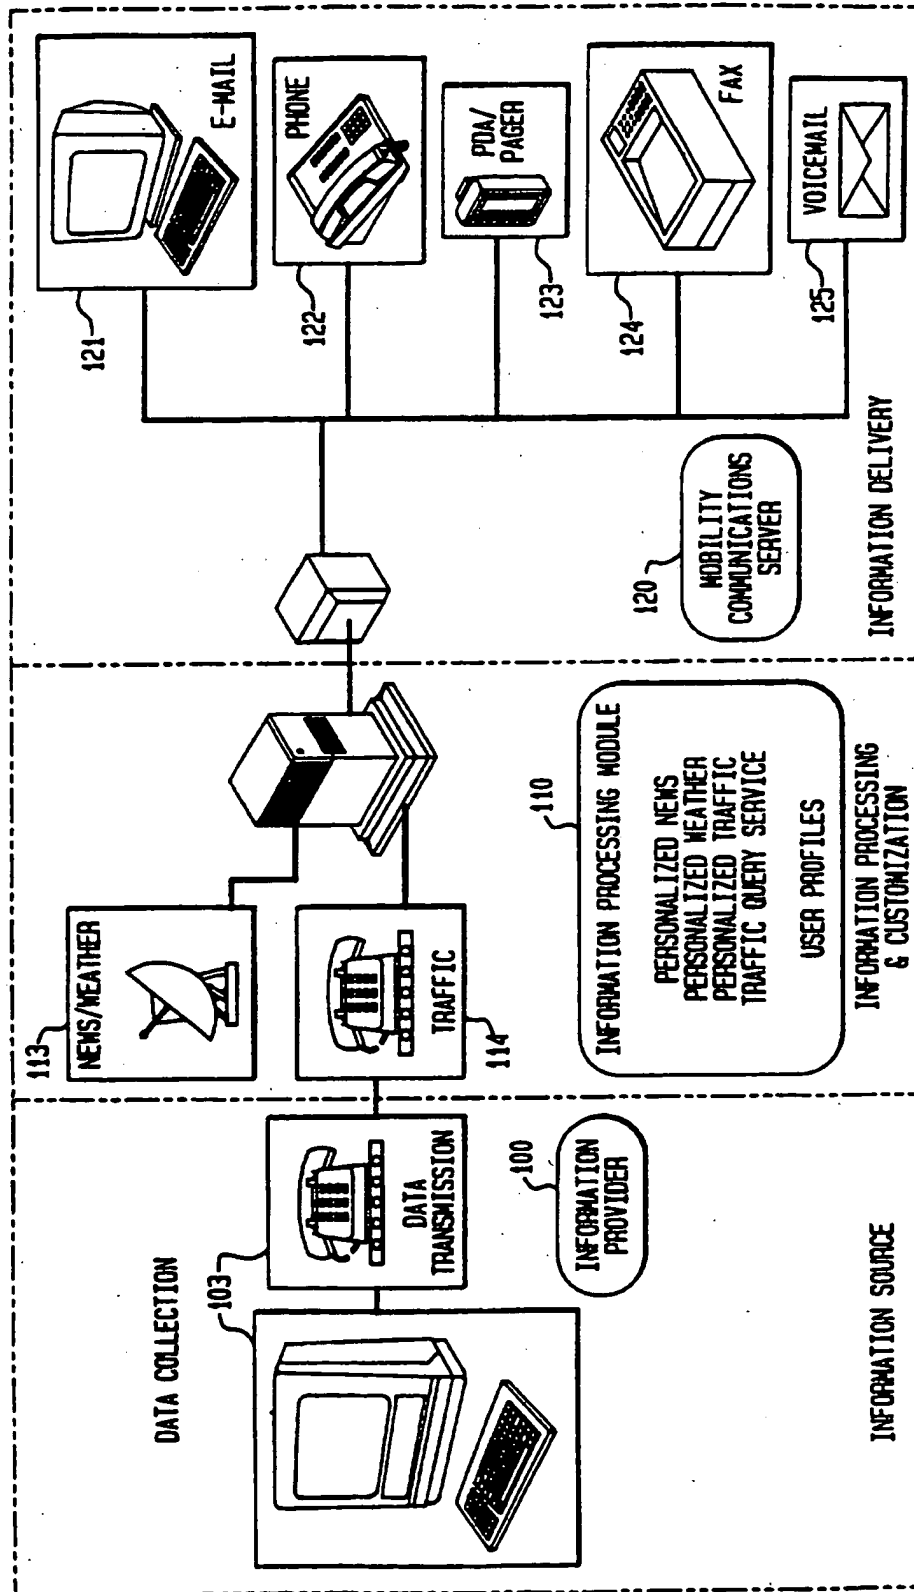 DATA COLLECTION
103
DATA
TRANSMISSION
100
INFORMATION
PROVIDER
INFORMATION SOURCE
113
NEWS/WEATHER
TRAFFIC
114
110
INFORMATION PROCESSING MODULE
PERSONALIZED NEWS
PERSONALIZED WEATHER
PERSONALIZED TRAFFIC
TRAFFIC QUERY SERVICE
USER PROFILES
INFORMATION PROCESSING
& CUSTOMIZATION
121
E-MAIL
122
PHONE
123
PDA/
PAGER
124
FAX
125
VOICEMAIL
120
MOBILITY
COMMUNICATIONS
SERVER
INFORMATION DELIVERY